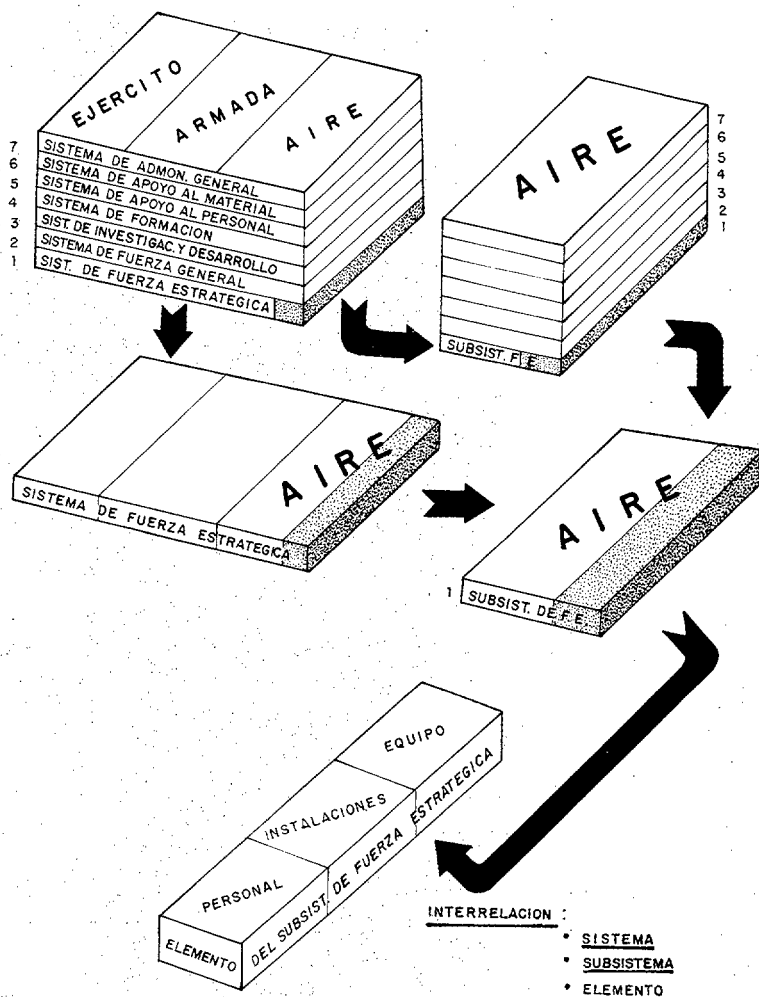 EJERCITO
ARMADA
AIRE
7 SISTEMA DE ADMON. GENERAL
6 SISTEMA DE APOYO AL MATERIAL
5 SISTEMA DE APOYO AL PERSONAL
4 SISTEMA DE FORMACION
3 SIST. DE INVESTIGAC. Y DESARROLLO
2 SISTEMA DE FUERZA GENERAL
1 SIST. DE FUERZA ESTRATEGICA
AIRE
7
6
5
4
3
2
1
SUBSIST. F E
AIRE
SISTEMA DE FUERZA ESTRATEGICA
AIRE
1 SUBSIST. DE F E.
EQUIPO
INSTALACIONES
PERSONAL
ELEMENTO DEL SUBSIST. DE FUERZA ESTRATEGICA
INTERRELACION :
• SISTEMA
• SUBSISTEMA
• ELEMENTO